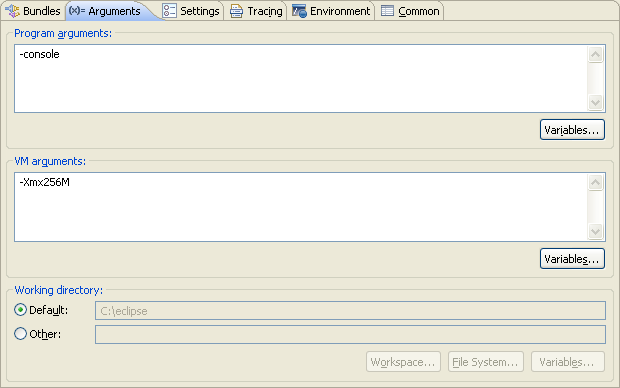 Bundles (x)= Arguments Settings Tracing Environment Common
Program arguments:
-console
Variables...
VM arguments:
-Xmx256M
Variables...
Working directory:
Default: C:\eclipse
Other:
Workspace... File System... Variables...